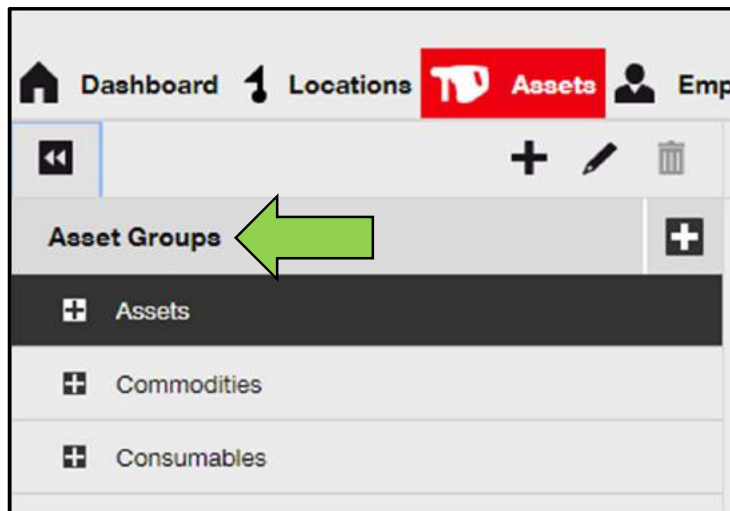 Dashboard Locations Assets Emp
Asset Groups
Assets
Commodities
Consumables